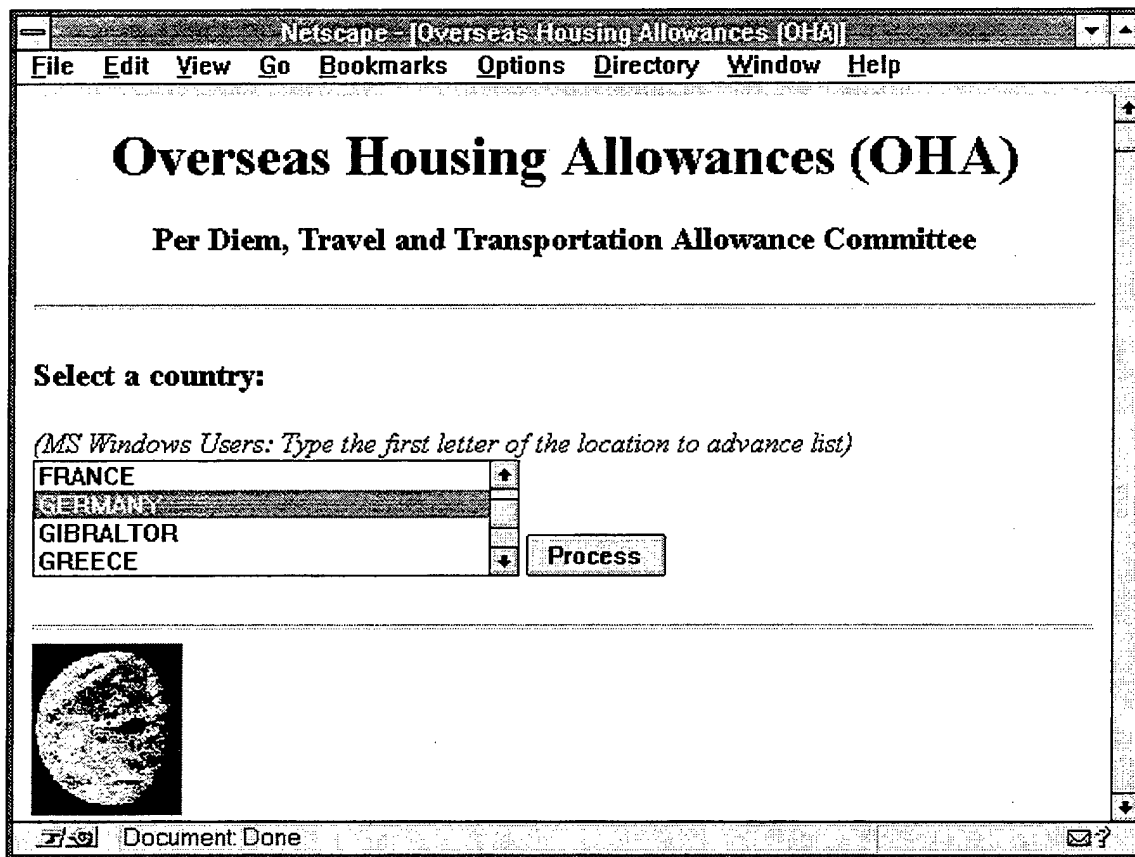 Netscape - [Overseas Housing Allowances (OHA)]
File Edit View Go Bookmarks Options Directory Window Help
Overseas Housing Allowances (OHA)
Per Diem, Travel and Transportation Allowance Committee
Select a country:
(MS Windows Users: Type the first letter of the location to advance list)
FRANCE
GERMANY
GIBRALTOR
GREECE
Process
Document: Done
?